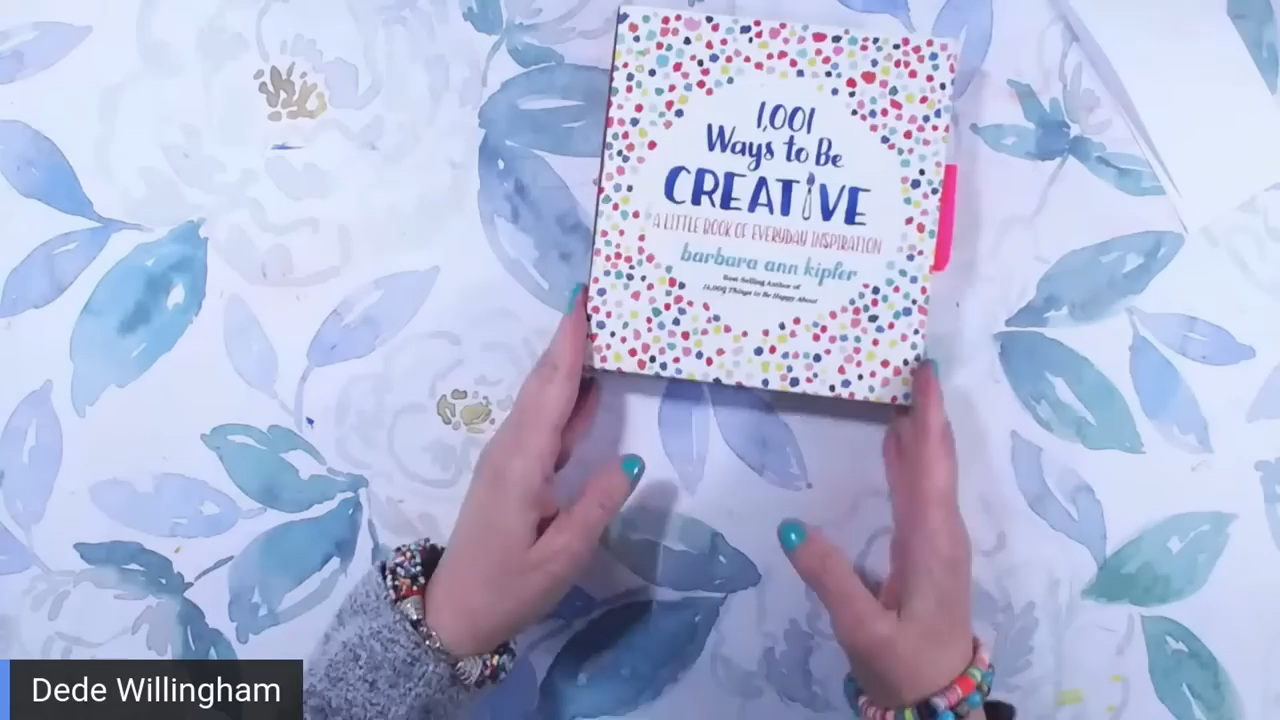 1,001
Ways to Be
CREATIVE
A LITTLE BOOK OF EVERYDAY INSPIRATION
barbara ann kipfer
Best-Selling Author of
14,000 Things to Be Happy About
Dede Willingham